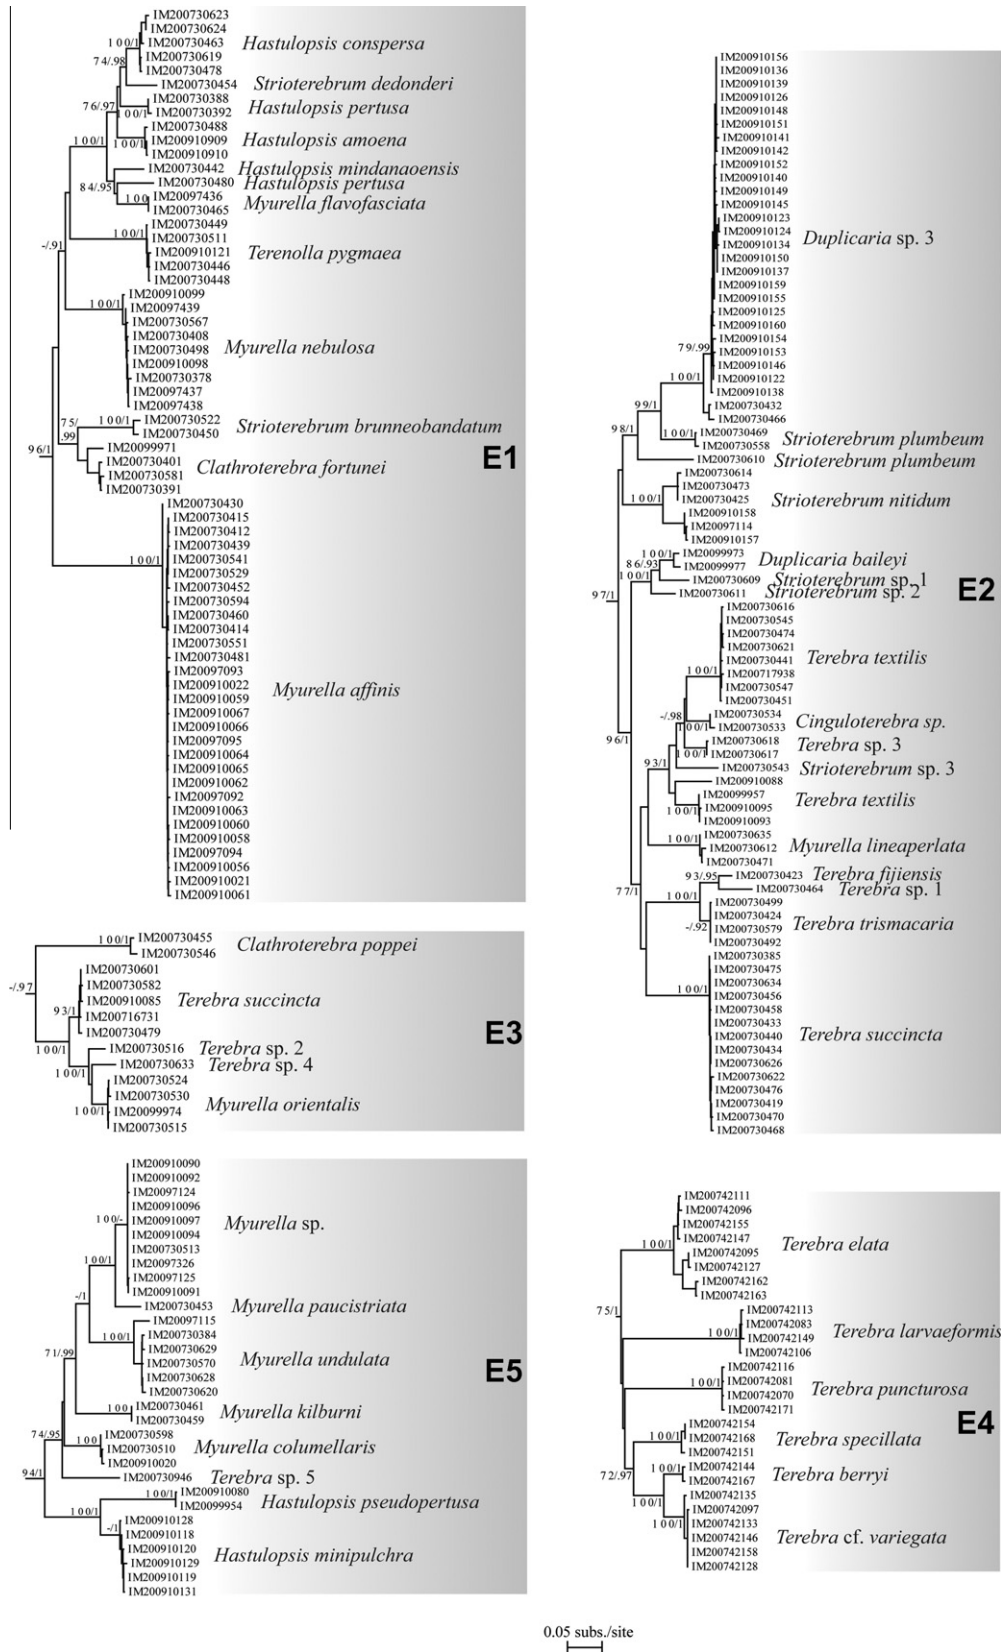 IM200730623
IM200730624
100/1
IM200730463
Hastulopsis conspersa
74/.98
IM200730619
IM200730478
IM200730454
Strioterebrum dedonderi
76/.97
IM200730388
Hastulopsis pertusa
100/1
IM200730392
IM200730488
100/1
100/1
IM200910909
Hastulopsis amoena
IM200910910
IM200730442
Hastulopsis mindanaoensis
84/.95
IM200730480
Hastulopsis pertusa
100
IM20097436
Myurella flavofasciata
IM200730465
IM200730449
100/1
IM200730511
-/.91
IM200910121
Terenolla pygmaea
IM200730446
IM200730448
IM200910099
100/1
IM20097439
IM200730567
IM200730408
IM200730498
Myurella nebulosa
IM200910098
IM200730378
IM20097437
IM20097438
75/
.99
100/1
IM200730522
Strioterebrum brunneobandatum
IM200730450
96/1
IM20099971
IM200730401
Clathroterebra fortunei
E1
IM200730581
IM200730391
IM200730430
IM200730415
IM200730412
IM200730439
IM200730541
100/1
IM200730529
IM200730452
IM200730594
IM200730460
IM200730414
IM200730551
IM200730481
IM20097093
IM200910022
Myurella affinis
IM200910059
IM200910067
IM200910066
IM20097095
IM200910064
IM200910065
IM200910062
IM20097092
IM200910063
IM200910060
IM200910058
IM20097094
IM200910056
IM200910021
IM200910061
100/1
IM200730455
Clathroterebra poppei
IM200730546
-/.97
IM200730601
IM200730582
93/1
IM200910085
Terebra succincta
IM200716731
IM200730479
E3
100/1
IM200730516
Terebra sp. 2
100/1
IM200730633
Terebra sp. 4
IM200730524
IM200730530
Myurella orientalis
100/1
IM20099974
IM200730515
IM200910090
IM200910092
IM20097124
IM200910096
100/-
IM200910097
Myurella sp.
IM200910094
IM200730513
100/1
IM20097326
IM20097125
IM200910091
-/1
IM200730453
Myurella paucistriata
IM20097115
100/1
IM200730384
IM200730629
71/.99
IM200730570
Myurella undulata
E5
IM200730628
IM200730620
100
IM200730461
Myurella kilburni
IM200730459
74/.95
IM200730598
100
IM200730510
Myurella columellaris
IM200910020
94/1
IM200730946
Terebra sp. 5
100/1
IM200910080
Hastulopsis pseudopertusa
IM20099954
100/1
IM200910128
-/1
IM200910118
IM200910120
Hastulopsis minipulchra
IM200910129
IM200910119
IM200910131
IM200910156
IM200910136
IM200910139
IM200910126
IM200910148
IM200910151
IM200910141
IM200910142
IM200910152
IM200910140
IM200910149
IM200910145
IM200910123
IM200910124
Duplicaria sp. 3
IM200910134
IM200910150
IM200910137
IM200910159
IM200910155
IM200910125
IM200910160
IM200910154
79/.99
IM200910153
IM200910146
100/1
IM200910122
IM200910138
99/1
IM200730432
IM200730466
98/1
IM200730469
Strioterebrum plumbeum
100/1
IM200730558
IM200730610
Strioterebrum plumbeum
IM200730614
IM200730473
100/1
IM200730425
Strioterebrum nitidum
IM200910158
IM20097114
IM200910157
100/1
IM20099973
Duplicaria baileyi
86/.93
IM20099977
100/1
IM200730609
Strioterebrum sp. 1
IM200730611
Strioterebrum sp. 2
E2
97/1
IM200730616
IM200730545
IM200730474
IM200730621
100/1
IM200730441
Terebra textilis
IM200717938
IM200730547
IM200730451
-/.98
IM200730534
Cinguloterebra sp.
100/1
IM200730533
96/1
IM200730618
Terebra sp. 3
100/1
IM200730617
93/1
IM200730543
Strioterebrum sp. 3
IM200910088
IM20099957
Terebra textilis
100/1
IM200910095
IM200910093
100/1
IM200730635
IM200730612
Myurella lineaperlata
IM200730471
93/.95
IM200730423
Terebra fijiensis
77/1
100/1
IM200730464
Terebra sp. 1
IM200730499
IM200730424
Terebra trismacaria
-/.92
IM200730579
IM200730492
IM200730385
IM200730475
100/1
IM200730634
IM200730456
IM200730458
IM200730433
IM200730440
Terebra succincta
IM200730434
IM200730626
IM200730622
IM200730476
IM200730419
IM200730470
IM200730468
IM200742111
IM200742096
IM200742155
100/1
IM200742147
Terebra elata
IM200742095
IM200742127
IM200742162
IM200742163
75/1
IM200742113
IM200742083
100/1
IM200742149
Terebra larvaeformis
IM200742106
IM200742116
100/1
IM200742081
Terebra puncturosa
IM200742070
IM200742171
E4
IM200742154
100/1
IM200742168
Terebra specillata
IM200742151
72/.97
100/1
IM200742144
Terebra berryi
IM200742167
100/1
IM200742135
IM200742097
100/1
IM200742133
IM200742146
Terebra cf. variegata
IM200742158
IM200742128
0.05 subs./site